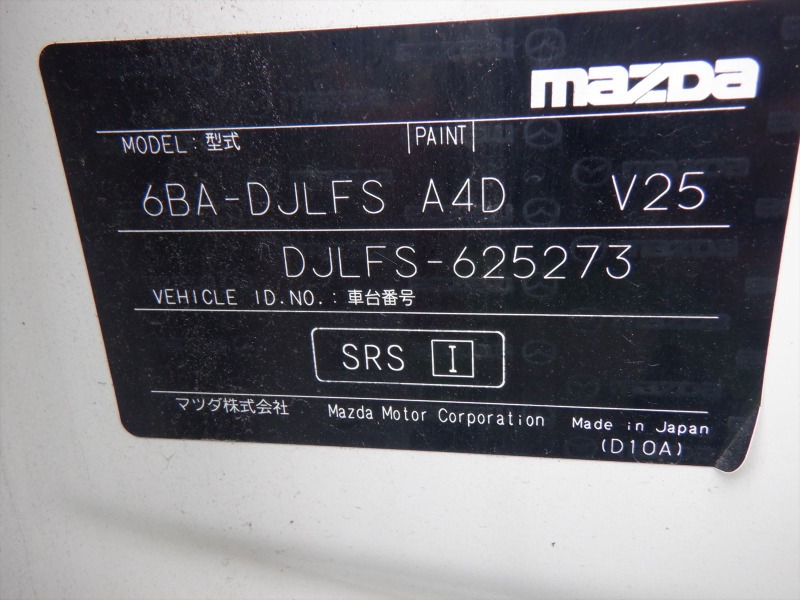 mazda
MODEL: 型式 PAINT
6BA-DJLFS A4D V25
DJLFS-625273
VEHICLE ID.NO.: 車台番号
SRS I
マツダ株式会社 Mazda Motor Corporation Made in Japan
(D10A)